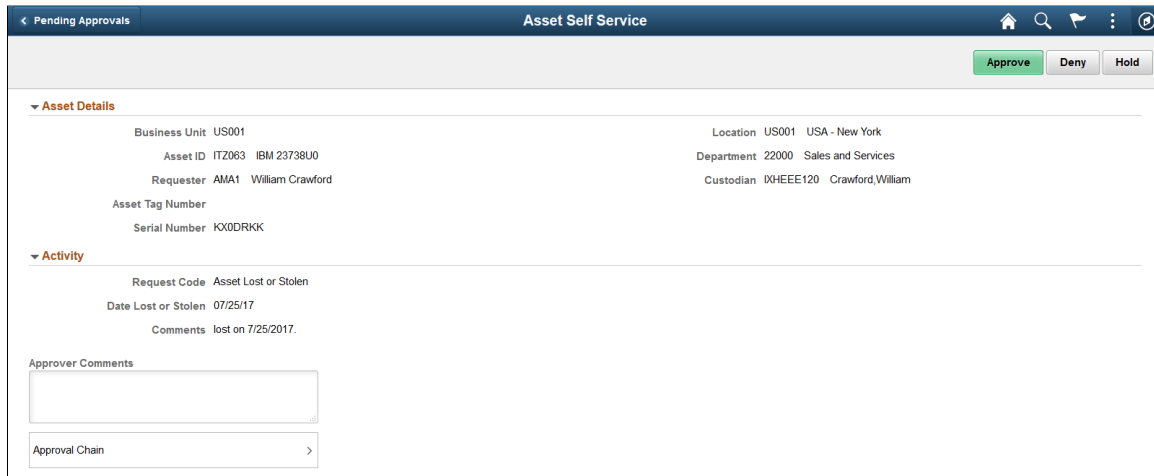 Pending Approvals
Asset Self Service
Approve Deny Hold
Asset Details
Business Unit US001 Location US001 USA - New York
Asset ID ITZ063 IBM 23738U0 Department 22000 Sales and Services
Requester AMA1 William Crawford Custodian IXHEEE120 Crawford,William
Asset Tag Number
Serial Number KX0DRKK
Activity
Request Code Asset Lost or Stolen
Date Lost or Stolen 07/25/17
Comments lost on 7/25/2017.
Approver Comments
Approval Chain